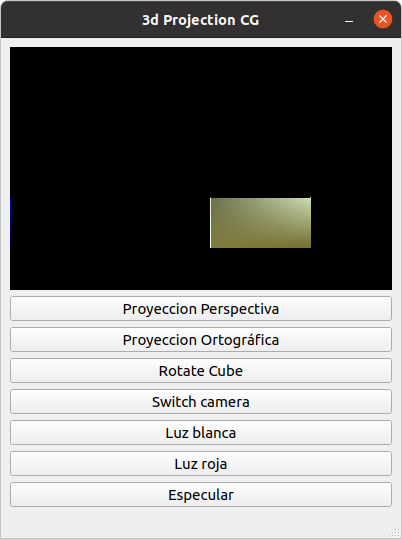 3d Projection CG
Proyeccion Perspectiva
Proyeccion Ortográfica
Rotate Cube
Switch camera
Luz blanca
Luz roja
Especular